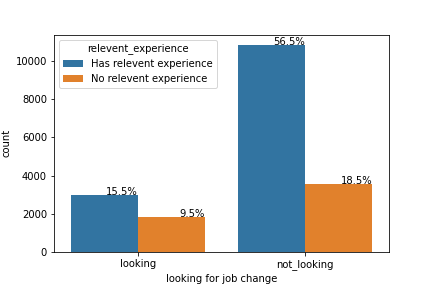 56.5%
relevent_experience
Has relevent experience
No relevent experience
10000
8000
6000
4000
2000
0
count
15.5%
9.5%
18.5%
looking
not_looking
looking for job change